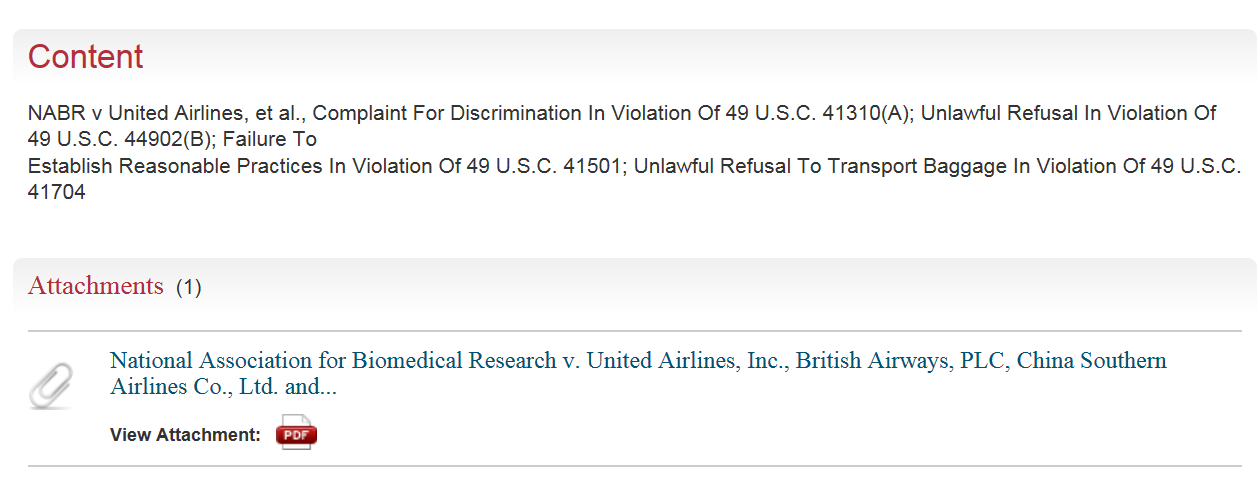 Content
NABR v United Airlines, et al., Complaint For Discrimination In Violation Of 49 U.S.C. 41310(A); Unlawful Refusal In Violation Of
49 U.S.C. 44902(B); Failure To
Establish Reasonable Practices In Violation Of 49 U.S.C. 41501; Unlawful Refusal To Transport Baggage In Violation Of 49 U.S.C.
41704
Attachments (1)
National Association for Biomedical Research v. United Airlines, Inc., British Airways, PLC, China Southern
Airlines Co., Ltd. and...
View Attachment: PDF